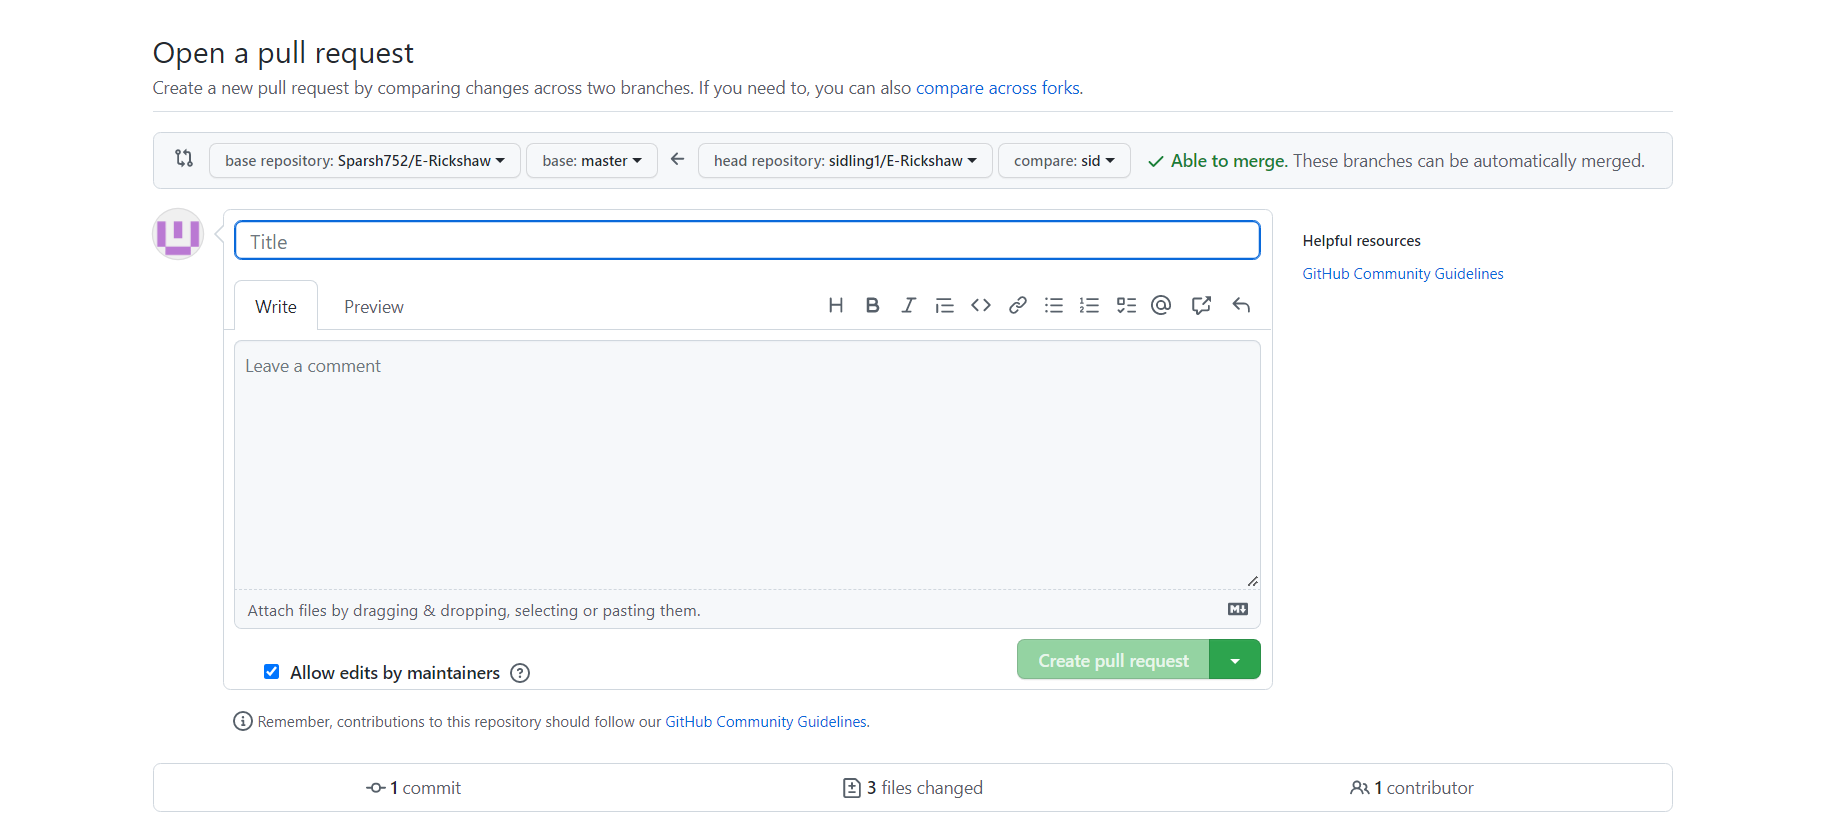 Open a pull request
Create a new pull request by comparing changes across two branches. If you need to, you can also compare across forks.
base repository: Sparsh752/E-Rickshaw base: master head repository: sidling1/E-Rickshaw compare: sid Able to merge. These branches can be automatically merged.
Title
Helpful resources
GitHub Community Guidelines
Write Preview
Leave a comment
Attach files by dragging & dropping, selecting or pasting them.
Allow edits by maintainers
Create pull request
Remember, contributions to this repository should follow our GitHub Community Guidelines.
1 commit 3 files changed 1 contributor